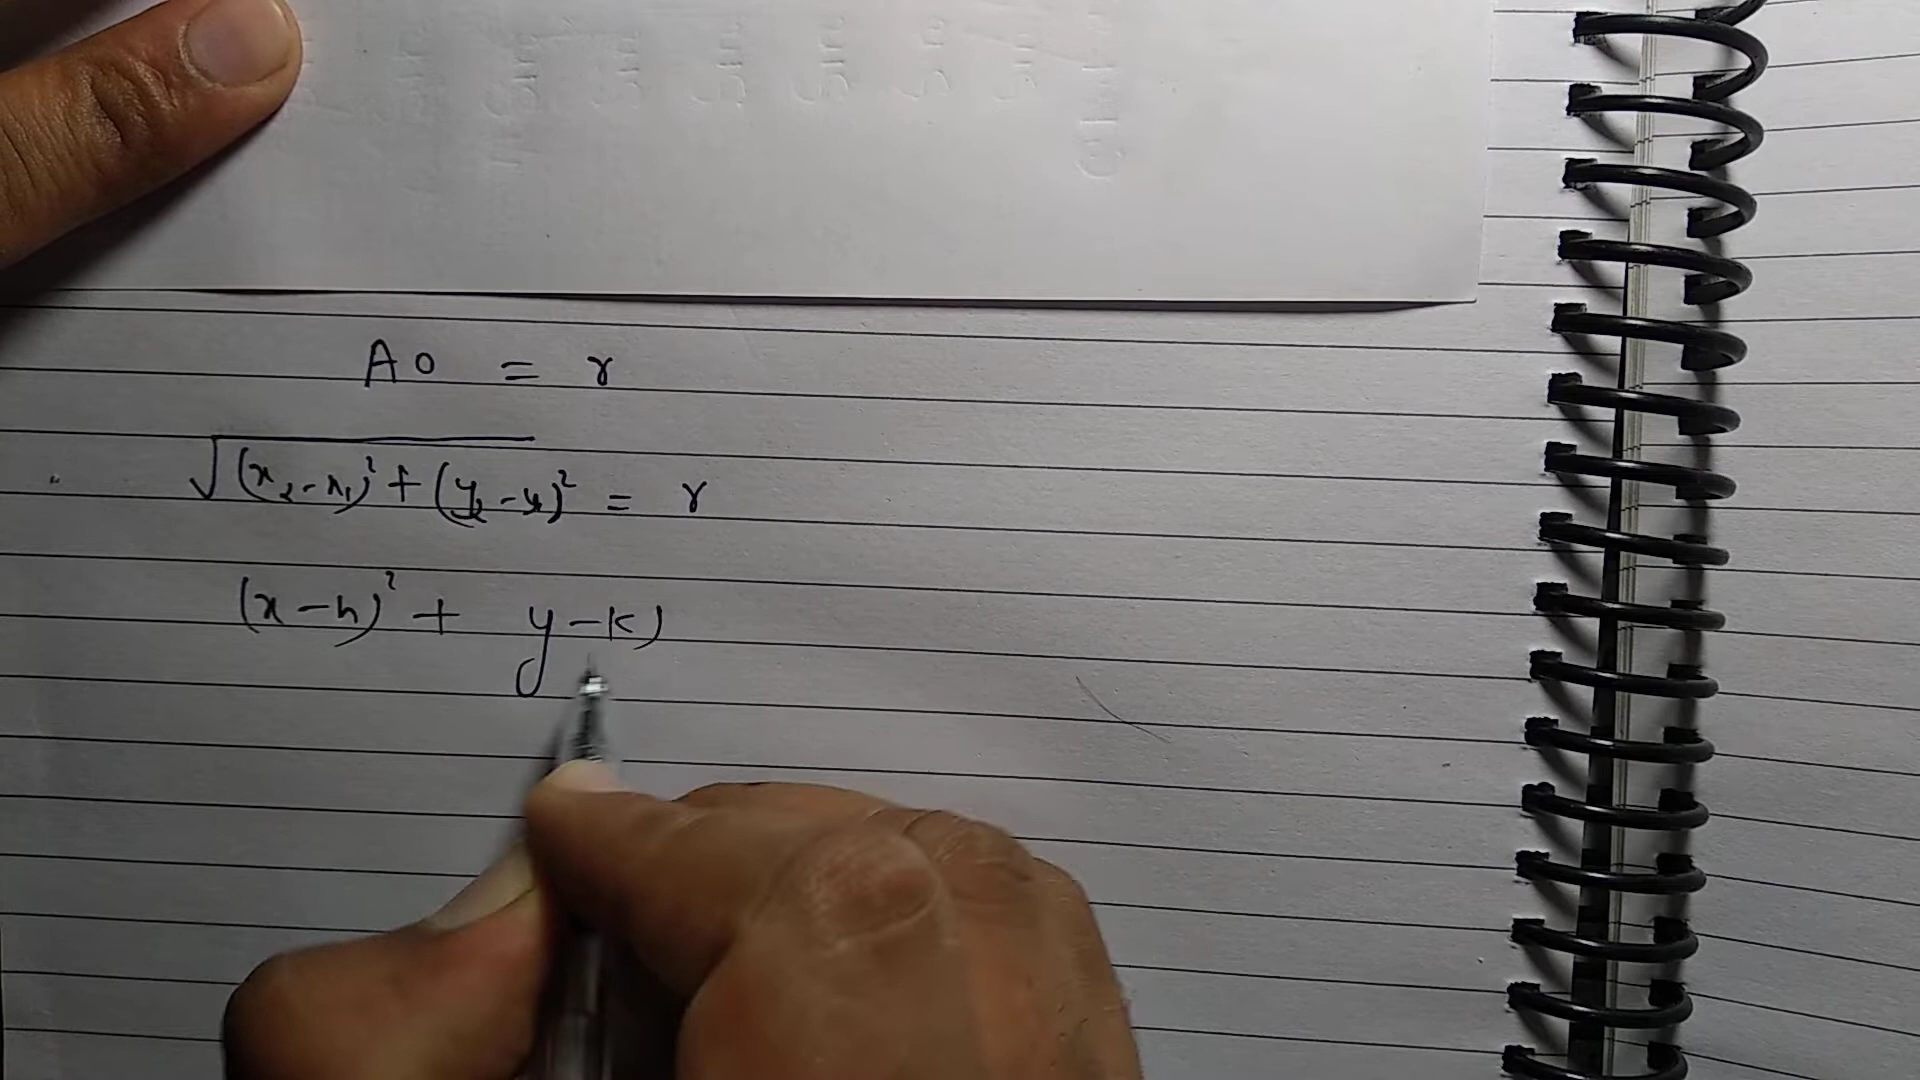 AO = r
√(x₂-x₁)² + (y₂-y₁)² = r
(x-h)² + y-k)